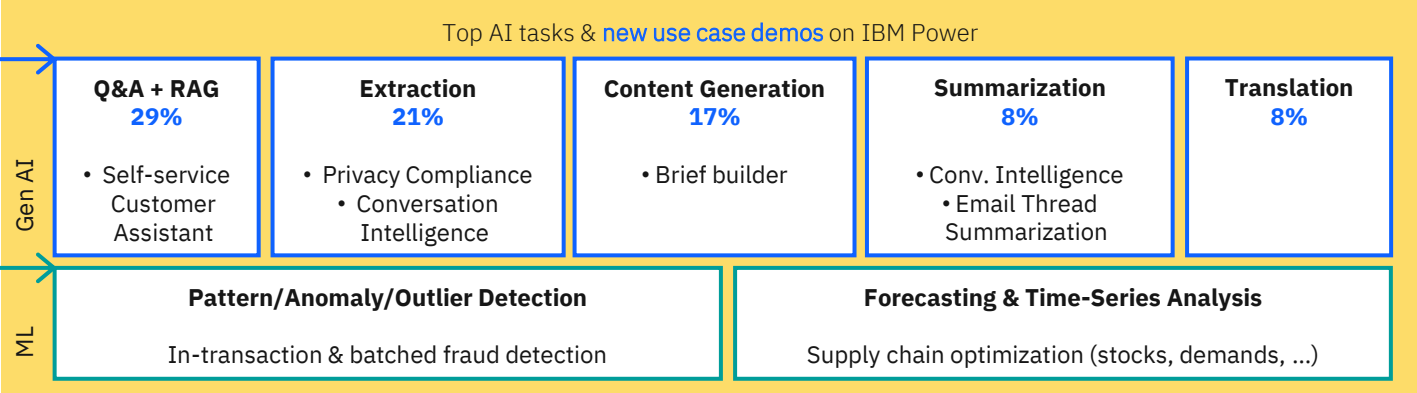 Top AI tasks & new use case demos on IBM Power
Gen AI
Q&A + RAG
29%
• Self-service
Customer
Assistant
Extraction
21%
• Privacy Compliance
• Conversation
Intelligence
Content Generation
17%
• Brief builder
Summarization
8%
• Conv. Intelligence
• Email Thread
Summarization
Translation
8%
ML
Pattern/Anomaly/Outlier Detection
In-transaction & batched fraud detection
Forecasting & Time-Series Analysis
Supply chain optimization (stocks, demands, ...)